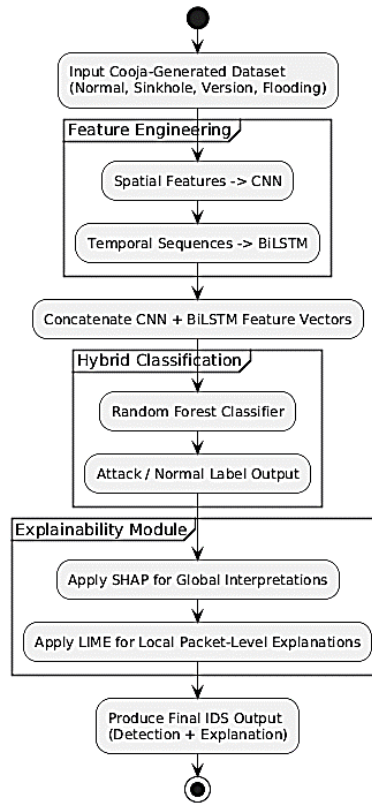 Input Cooja-Generated Dataset
(Normal, Sinkhole, Version, Flooding)
Feature Engineering
Spatial Features -> CNN
Temporal Sequences -> BiLSTM
Concatenate CNN + BiLSTM Feature Vectors
Hybrid Classification
Random Forest Classifier
Attack / Normal Label Output
Explainability Module
Apply SHAP for Global Interpretations
Apply LIME for Local Packet-Level Explanations
Produce Final IDS Output
(Detection + Explanation)